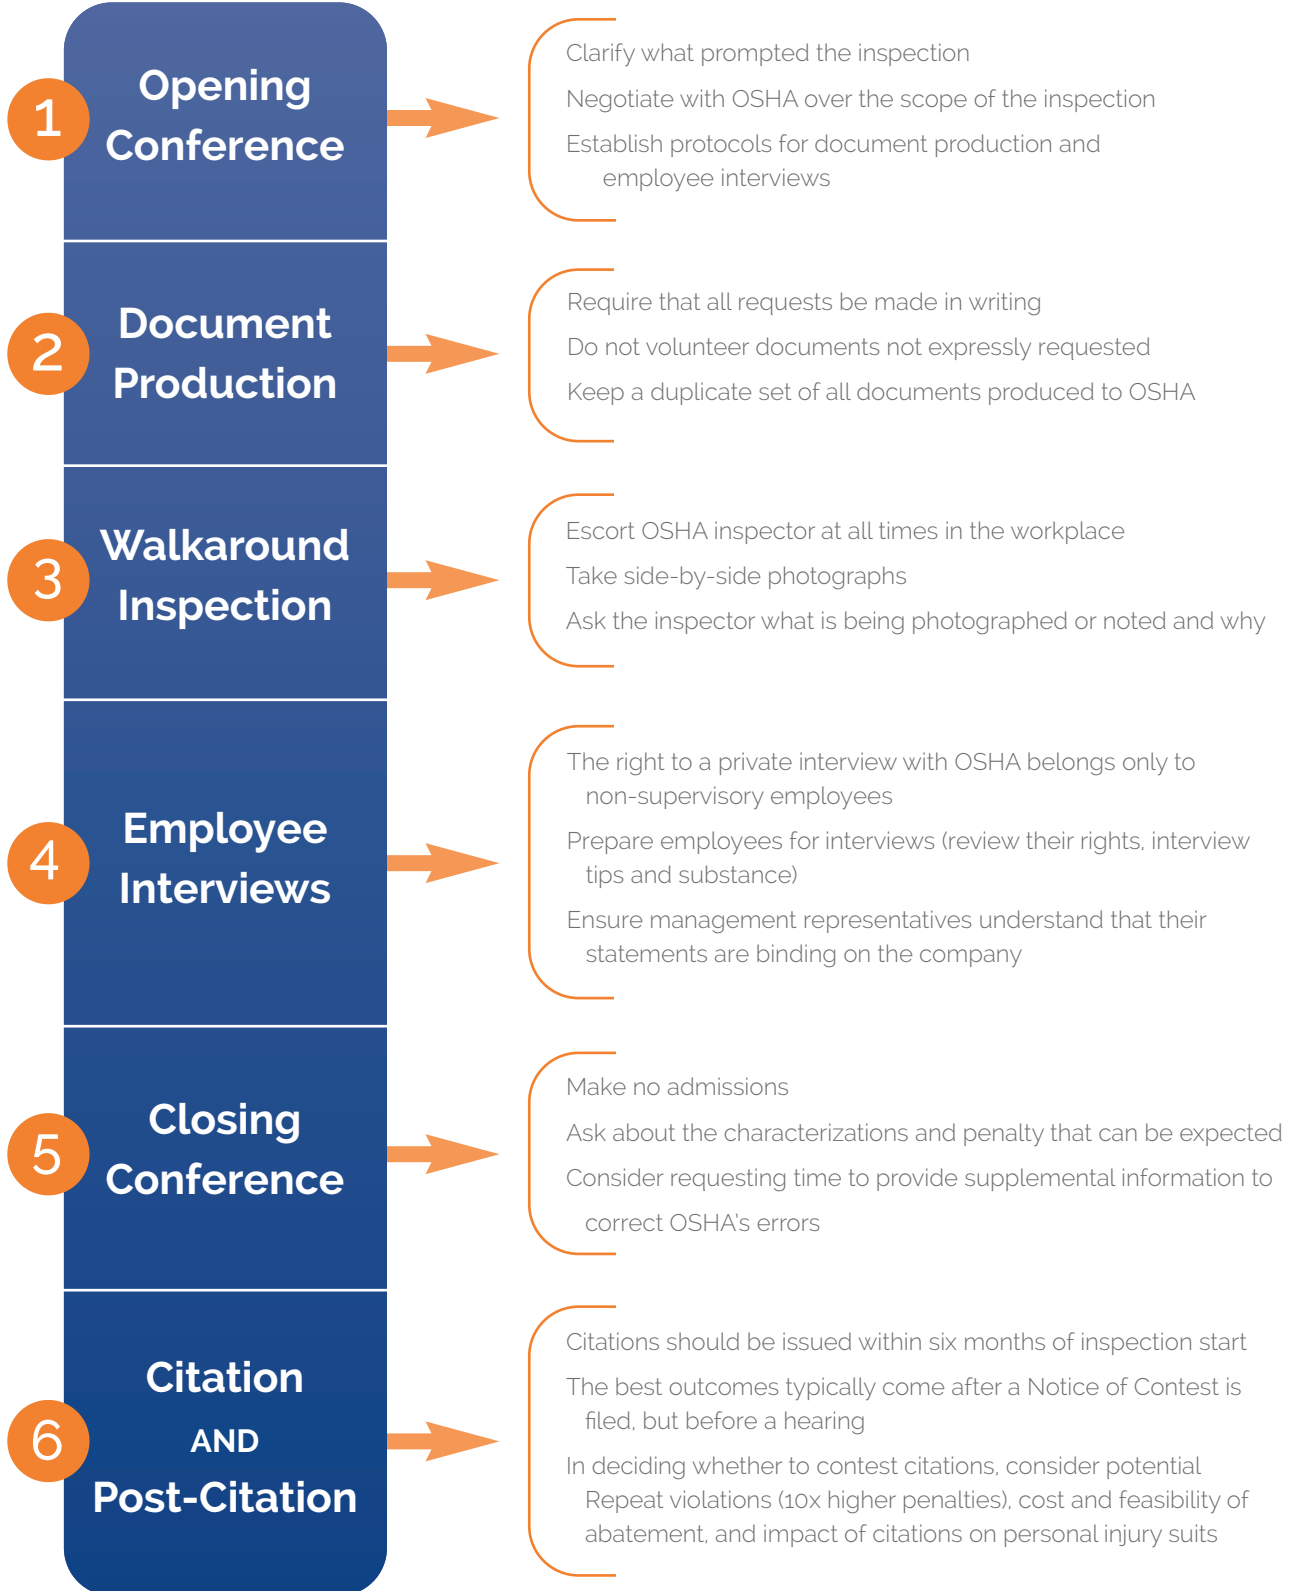 1
Opening
Conference
Clarify what prompted the inspection
Negotiate with OSHA over the scope of the inspection
Establish protocols for document production and
employee interviews
2
Document
Production
Require that all requests be made in writing
Do not volunteer documents not expressly requested
Keep a duplicate set of all documents produced to OSHA
3
Walkaround
Inspection
Escort OSHA inspector at all times in the workplace
Take side-by-side photographs
Ask the inspector what is being photographed or noted and why
4
Employee
Interviews
The right to a private interview with OSHA belongs only to
non-supervisory employees
Prepare employees for interviews (review their rights, interview
tips and substance)
Ensure management representatives understand that their
statements are binding on the company
5
Closing
Conference
Make no admissions
Ask about the characterizations and penalty that can be expected
Consider requesting time to provide supplemental information to
correct OSHA's errors
6
Citation
AND
Post-Citation
Citations should be issued within six months of inspection start
The best outcomes typically come after a Notice of Contest is
filed, but before a hearing
In deciding whether to contest citations, consider potential
Repeat violations (10x higher penalties), cost and feasibility of
abatement, and impact of citations on personal injury suits